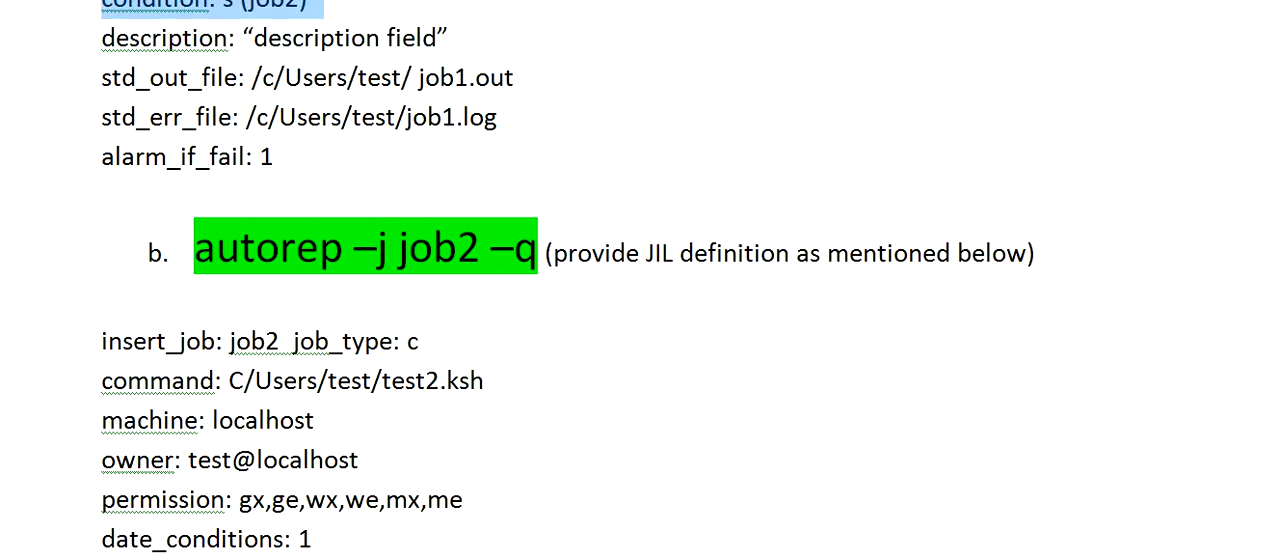 condition: s (job2)
description: “description field”
std_out_file: /c/Users/test/ job1.out
std_err_file: /c/Users/test/job1.log
alarm_if_fail: 1
b. autorep –j job2 –q (provide JIL definition as mentioned below)
insert_job: job2 job_type: c
command: C/Users/test/test2.ksh
machine: localhost
owner: test@localhost
permission: gx,ge,wx,we,mx,me
date_conditions: 1